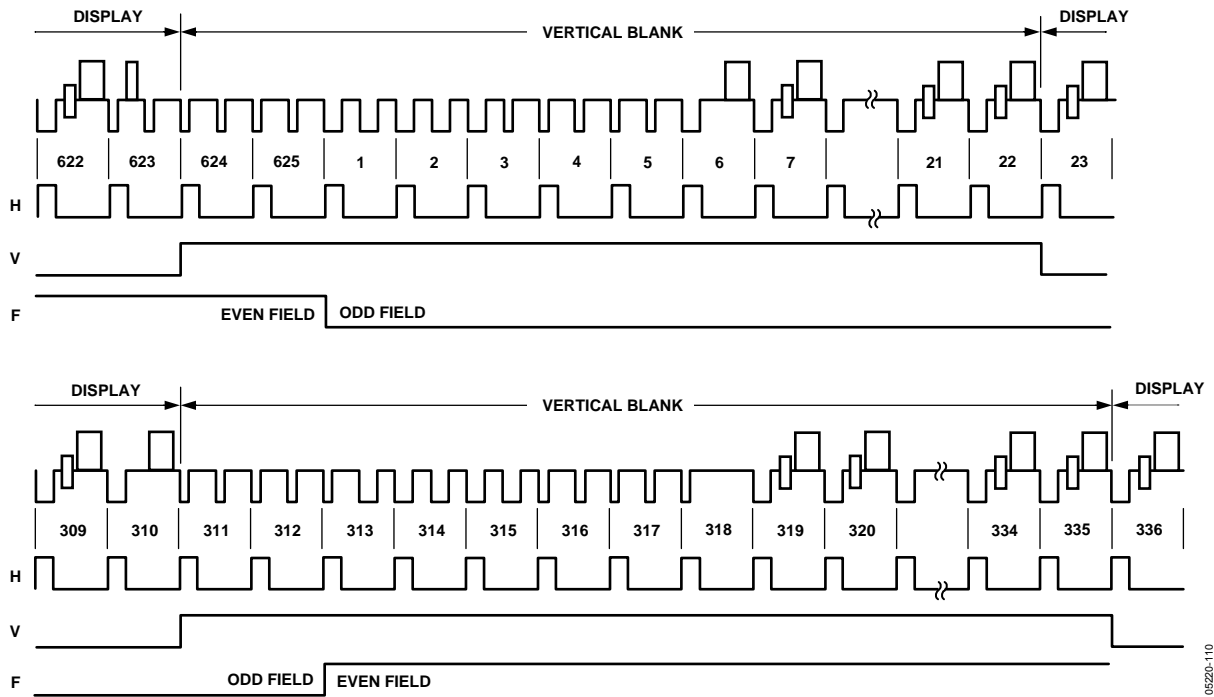 DISPLAY VERTICAL BLANK DISPLAY
622 623 624 625 1 2 3 4 5 6 7 21 22 23
H
V
F EVEN FIELD ODD FIELD
DISPLAY VERTICAL BLANK DISPLAY
309 310 311 312 313 314 315 316 317 318 319 320 334 335 336
H
V
F ODD FIELD EVEN FIELD
05220-110